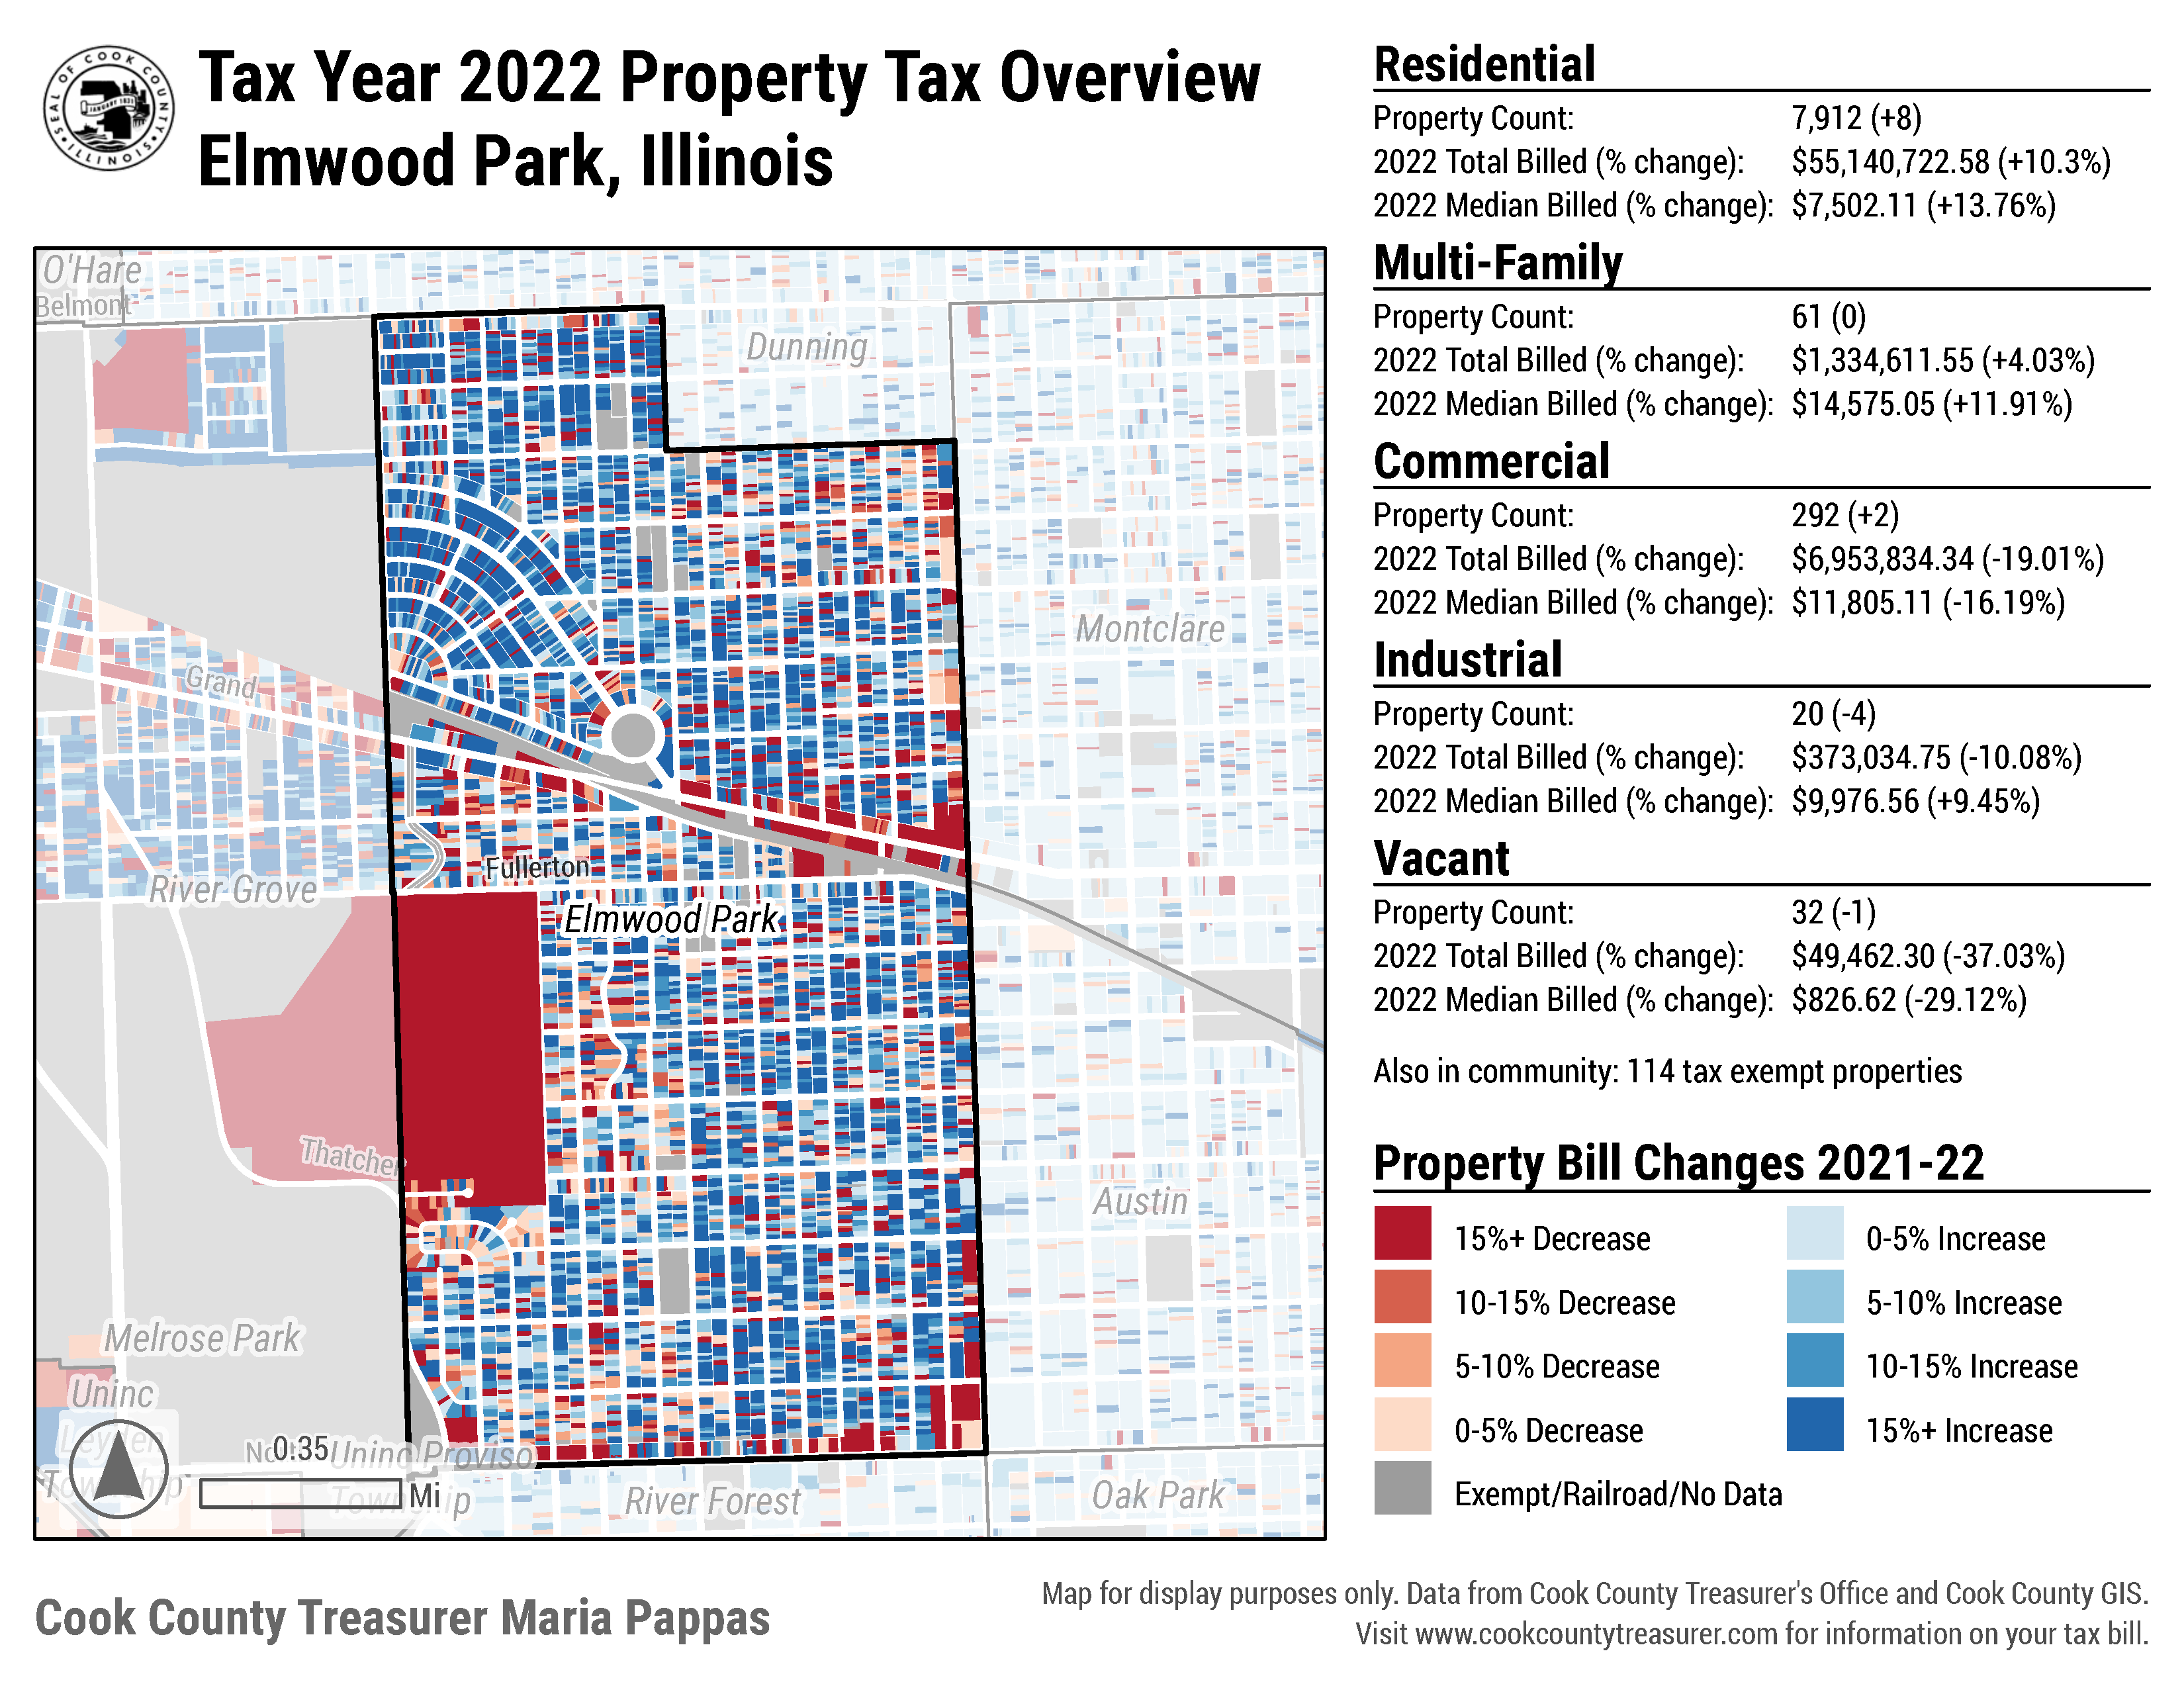 SEAL OF COOK COUNTY
ILLINOIS
JANUARY 1831
Tax Year 2022 Property Tax Overview
Elmwood Park, Illinois
O'Hare
Belmont
Dunning
Montclare
Grand
River Grove
Fullerton
Elmwood Park
Thatcher
Austin
Melrose Park
Uninc
Leyden
Township
0.35
Uninc Proviso
Township
Mi
River Forest
Oak Park
Residential
Property Count: 7,912 (+8)
2022 Total Billed (% change): $55,140,722.58 (+10.3%)
2022 Median Billed (% change): $7,502.11 (+13.76%)
Multi-Family
Property Count: 61 (0)
2022 Total Billed (% change): $1,334,611.55 (+4.03%)
2022 Median Billed (% change): $14,575.05 (+11.91%)
Commercial
Property Count: 292 (+2)
2022 Total Billed (% change): $6,953,834.34 (-19.01%)
2022 Median Billed (% change): $11,805.11 (-16.19%)
Industrial
Property Count: 20 (-4)
2022 Total Billed (% change): $373,034.75 (-10.08%)
2022 Median Billed (% change): $9,976.56 (+9.45%)
Vacant
Property Count: 32 (-1)
2022 Total Billed (% change): $49,462.30 (-37.03%)
2022 Median Billed (% change): $826.62 (-29.12%)
Also in community: 114 tax exempt properties
Property Bill Changes 2021-22
15%+ Decrease
0-5% Increase
10-15% Decrease
5-10% Increase
5-10% Decrease
10-15% Increase
0-5% Decrease
15%+ Increase
Exempt/Railroad/No Data
Cook County Treasurer Maria Pappas
Map for display purposes only. Data from Cook County Treasurer's Office and Cook County GIS.
Visit www.cookcountytreasurer.com for information on your tax bill.